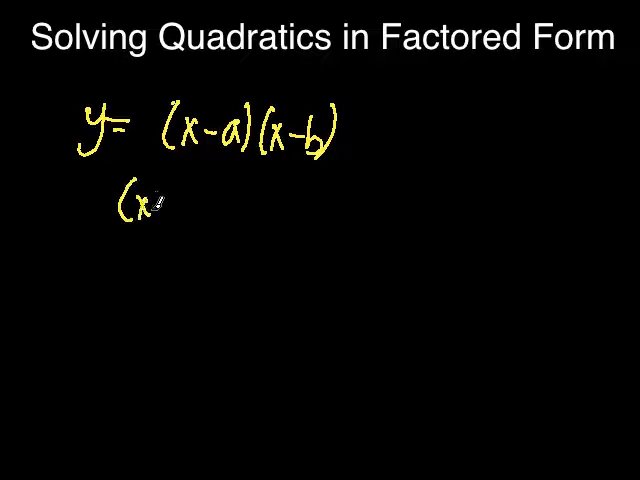 Solving Quadratics in Factored Form
y = (x-a)(x-b)
(x